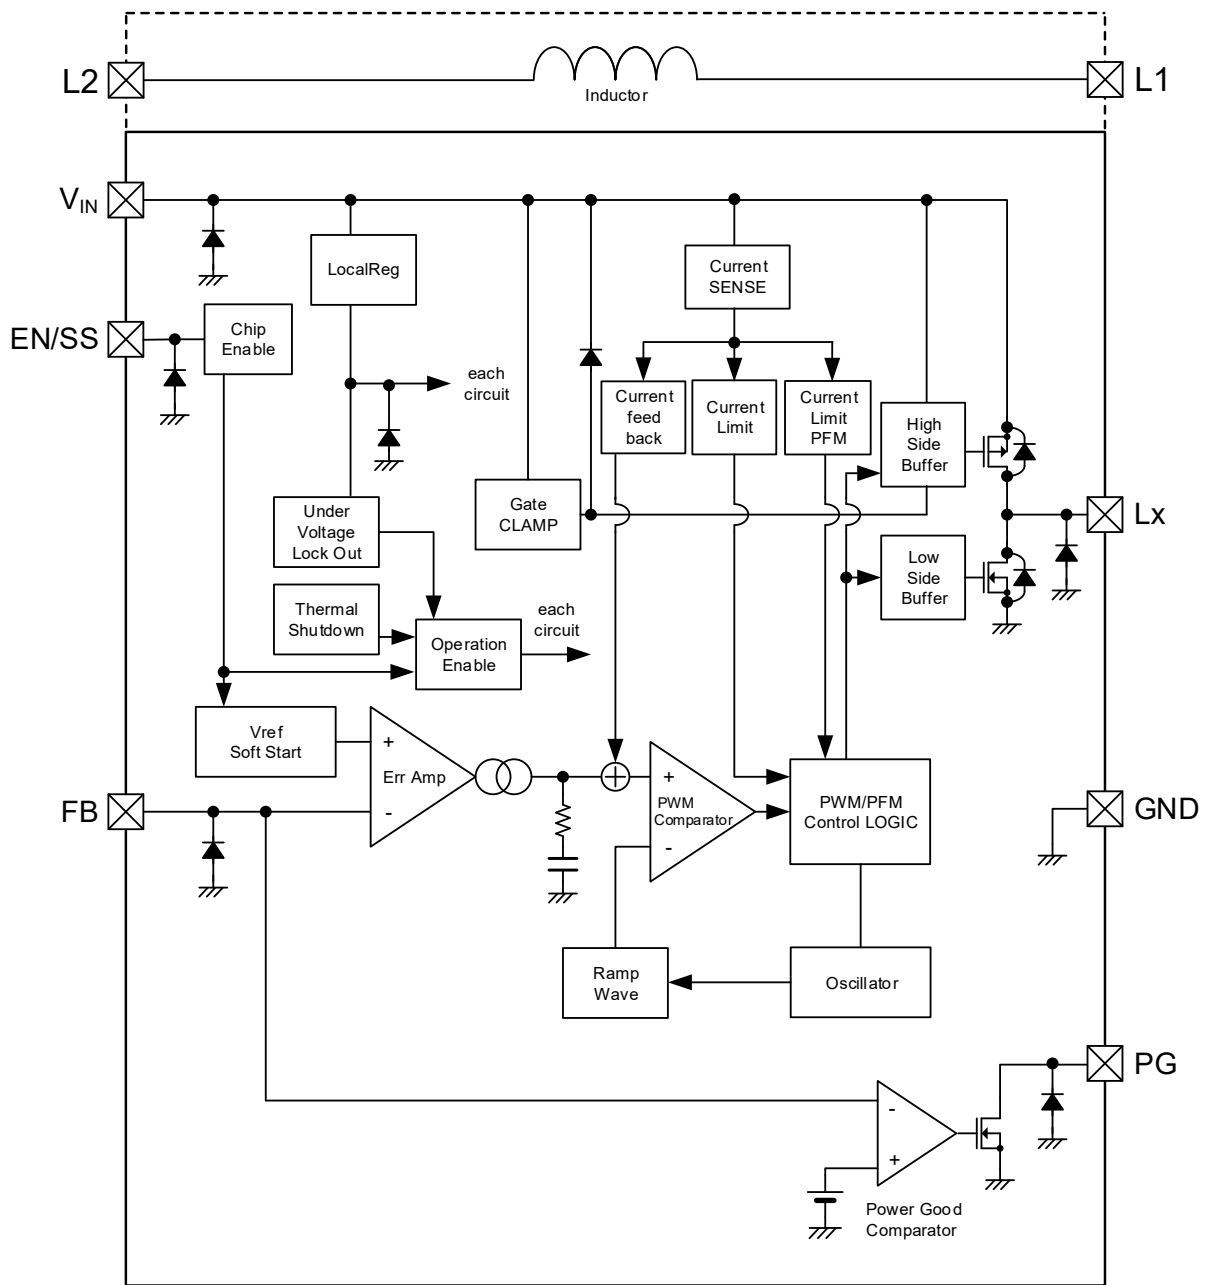 L2
L1
Inductor
VIN
LocalReg
Current
SENSE
EN/SS
Chip
Enable
each
circuit
Current
feed
back
Current
Limit
Current
Limit
PFM
High
Side
Buffer
Gate
CLAMP
Under
Voltage
Lock Out
Lx
Low
Side
Buffer
Thermal
Shutdown
each
circuit
Operation
Enable
Vref
Soft Start
+
Err Amp
-
+
PWM
Comparator
-
PWM/PFM
Control LOGIC
FB
GND
Ramp
Wave
Oscillator
PG
-
+
Power Good
Comparator